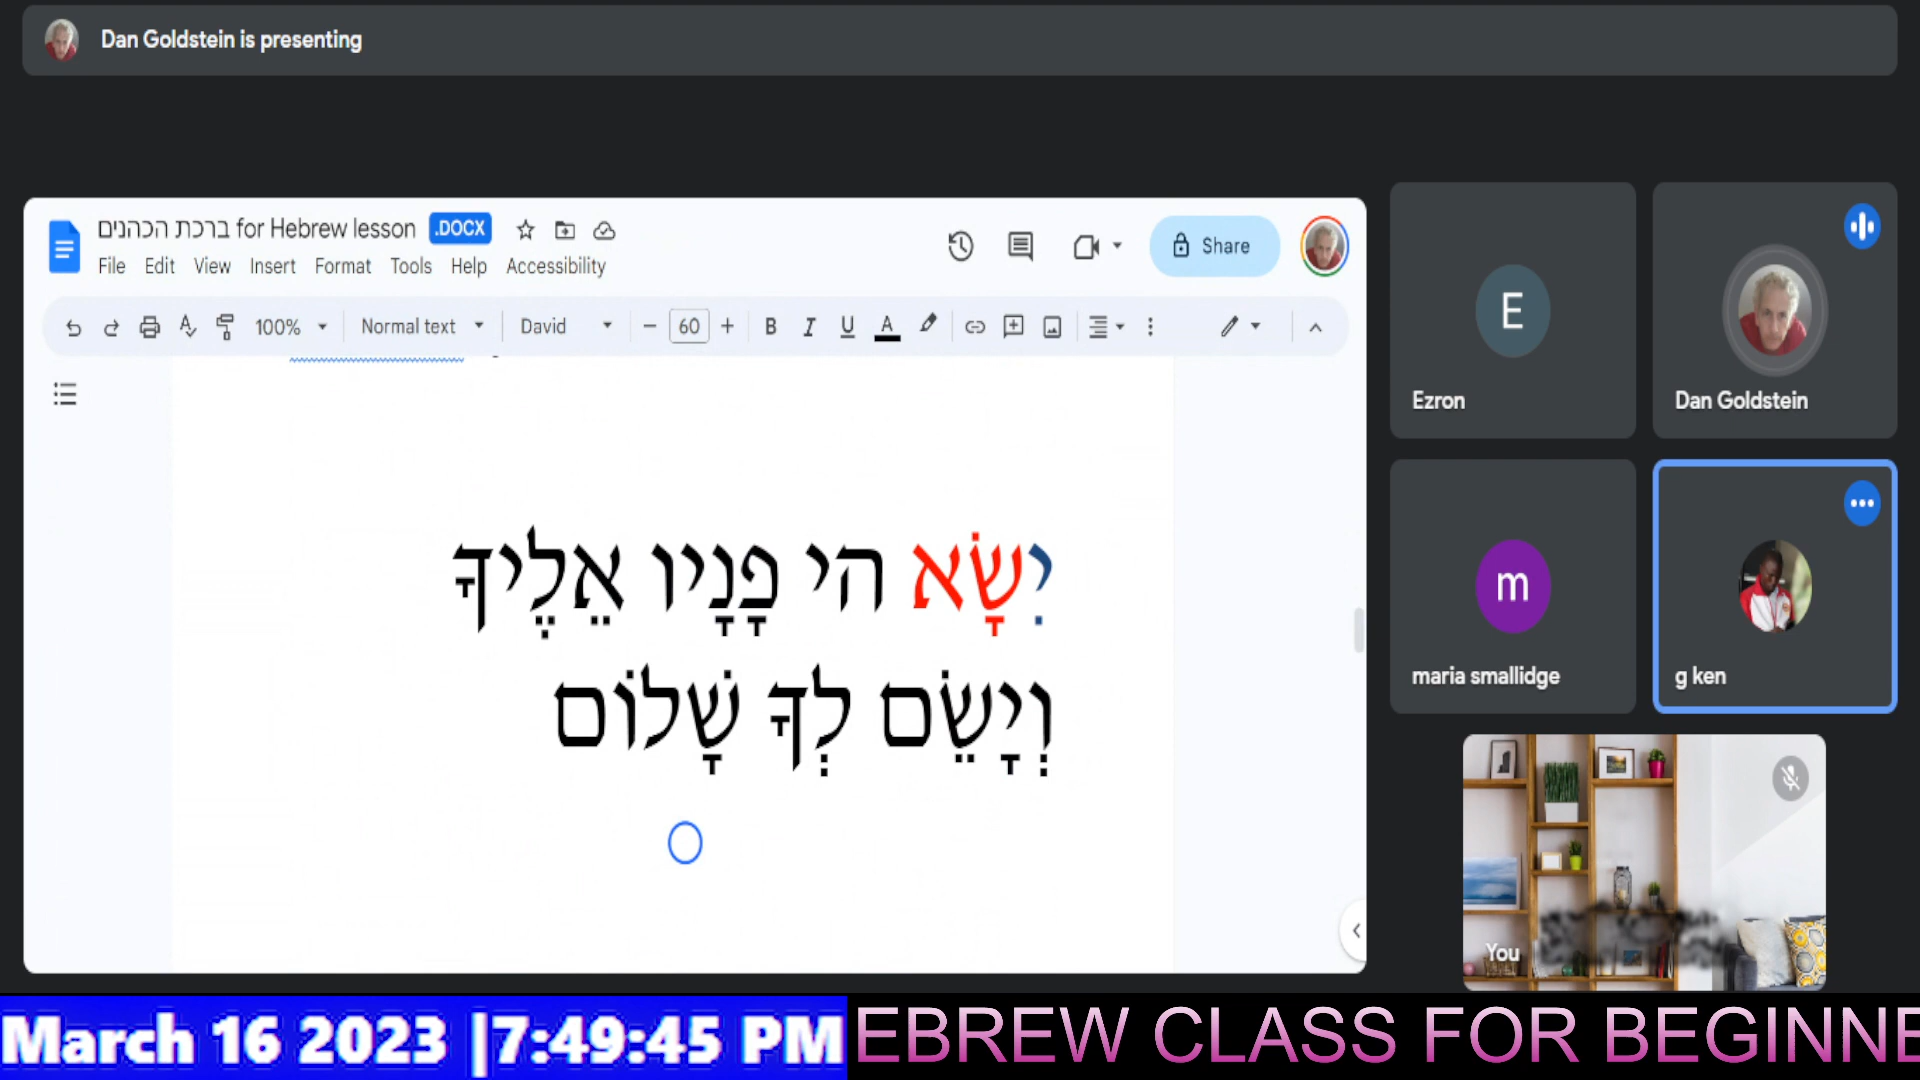 Dan Goldstein is presenting
ברכת הכהנים for Hebrew lesson .DOCX
File Edit View Insert Format Tools Help Accessibility
Share
100% Normal text David 60 B I U A
יִשָּׂא הי פָּנָיו אֵלֶיךָ
וְיָשֵׂם לְךָ שָׁלוֹם
E
Ezron
Dan Goldstein
m
maria smallidge
g ken
You
March 16 2023 |7:49:45 PM
EBREW CLASS FOR BEGINNE